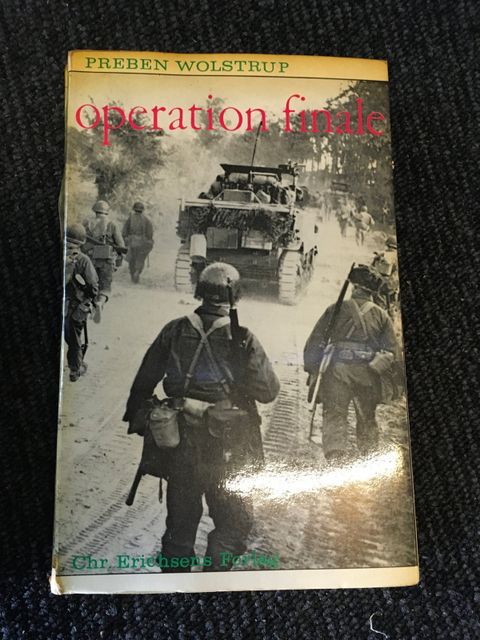 PREBEN WOLSTRUP
operation finale
Chr. Erichsens Forlag